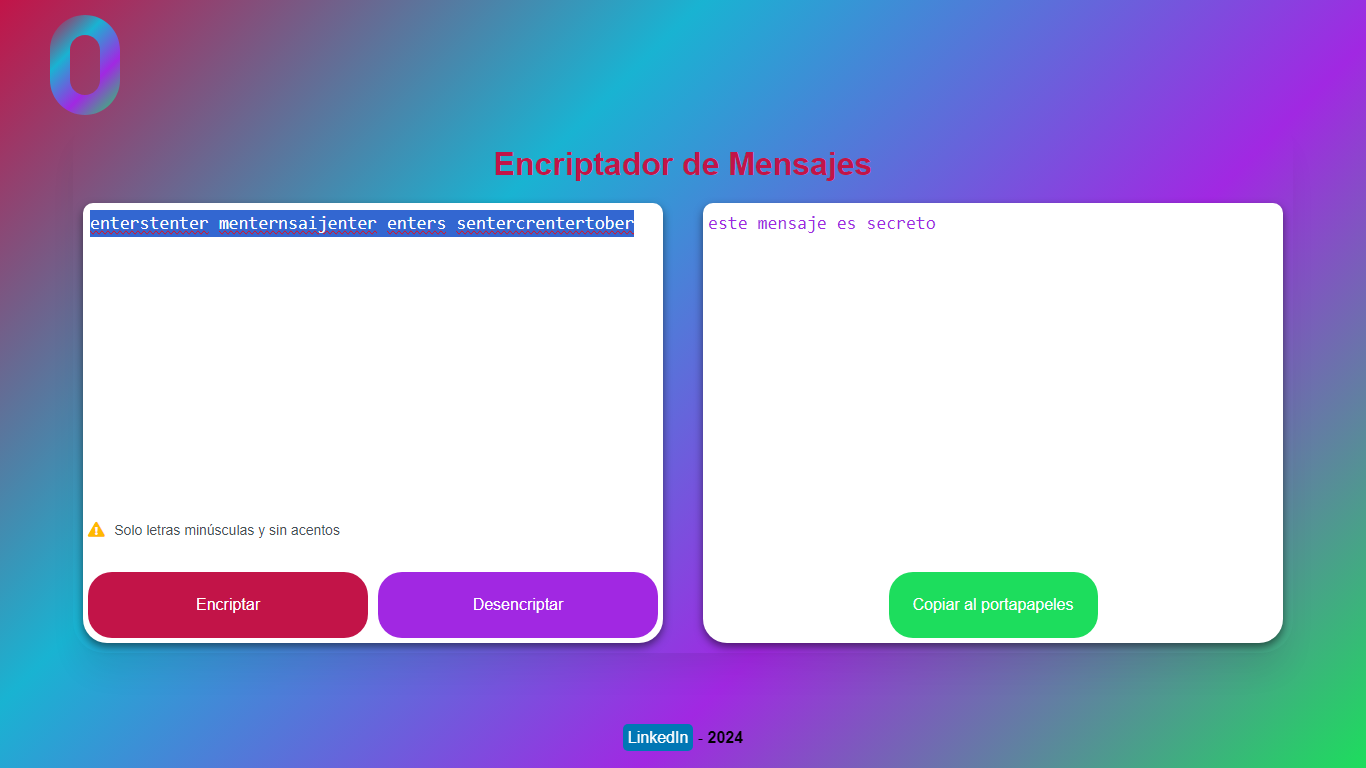 Encriptador de Mensajes
enterstenter menternsaijenter enters sentercrentertober
este mensaje es secreto
Solo letras minúsculas y sin acentos
Encriptar
Desencriptar
Copiar al portapapeles
LinkedIn - 2024